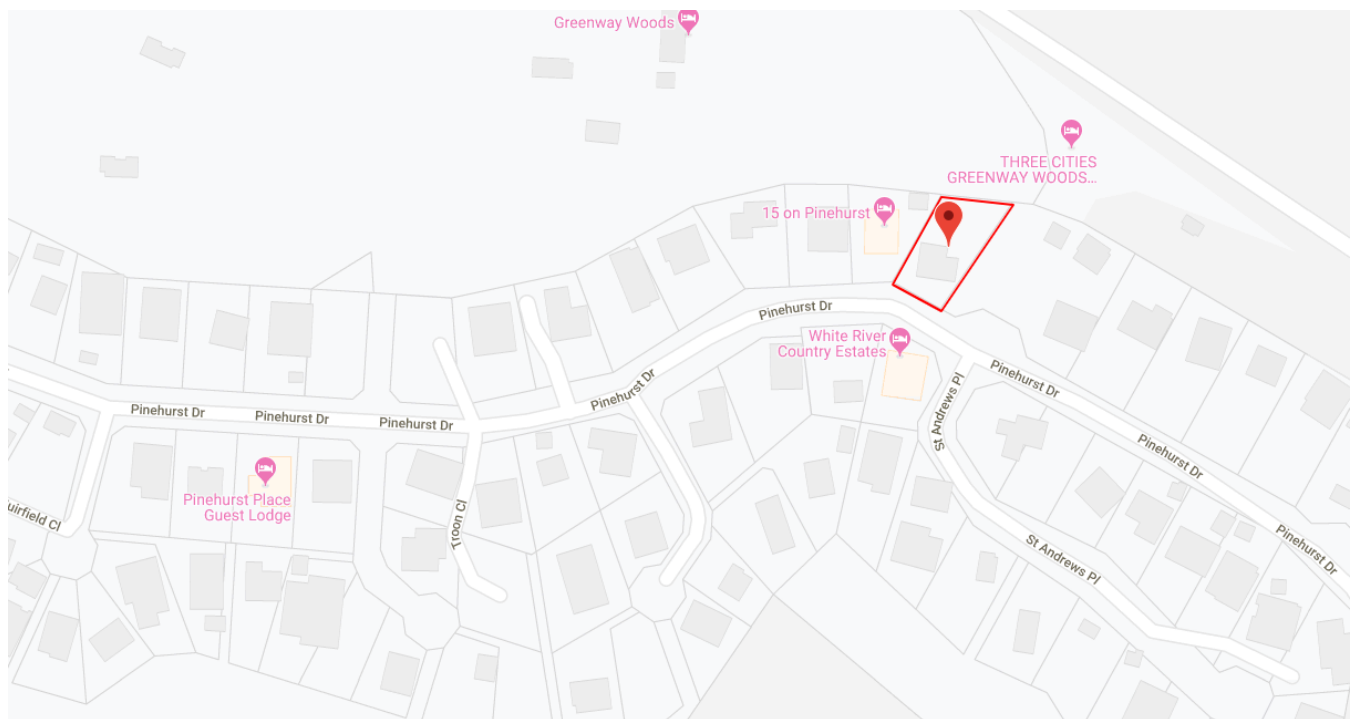 Greenway Woods
THREE CITIES
GREENWAY WOODS...
15 on Pinehurst
Pinehurst Dr
White River
Country Estates
Pinehurst Dr
St Andrews Pl
Pinehurst Dr
Pinehurst Dr
Pinehurst Dr
Pinehurst Dr
Pinehurst Dr
Pinehurst Dr
Pinehurst Place
Guest Lodge
uirfield Cl
Troon Cl
St Andrews Pl
Pinehurst Dr